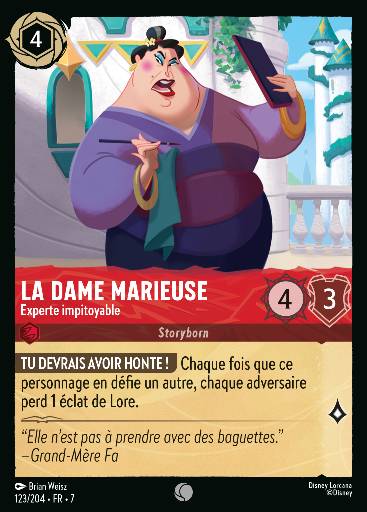 4
LA DAME MARIEUSE
Experte impitoyable
4
3
Storyborn
TU DEVRAIS AVOIR HONTE ! Chaque fois que ce
personnage en défie un autre, chaque adversaire
perd 1 éclat de Lore.
“Elle n'est pas à prendre avec des baguettes.”
–Grand-Mère Fa
Brian Weisz
123/204 • FR • 7
Disney Lorcana
©Disney